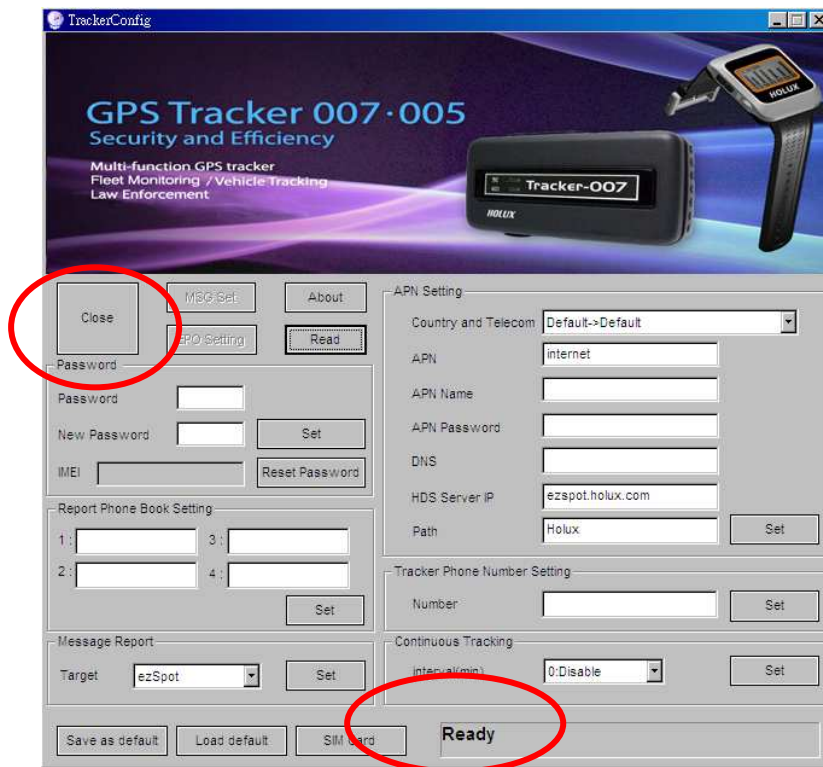 TrackerConfig
GPS Tracker 007·005
Security and Efficiency
Multi-function GPS tracker
Fleet Monitoring / Vehicle Tracking
Law Enforcement
HOLUX
Tracker-007
HOLUX
Close
MSG Set
About
EPO Setting
Read
Password
Password
New Password
Set
IMEI
Reset Password
Report Phone Book Setting
1 :
3 :
2 :
4 :
Set
Message Report
Target
ezSpot
Set
Save as default
Load default
SIM Card
APN Setting
Country and Telecom
Default->Default
APN
internet
APN Name
APN Password
DNS
HDS Server IP
ezspot.holux.com
Path
Holux
Set
Tracker Phone Number Setting
Number
Set
Continuous Tracking
Interval(min)
0:Disable
Set
Ready